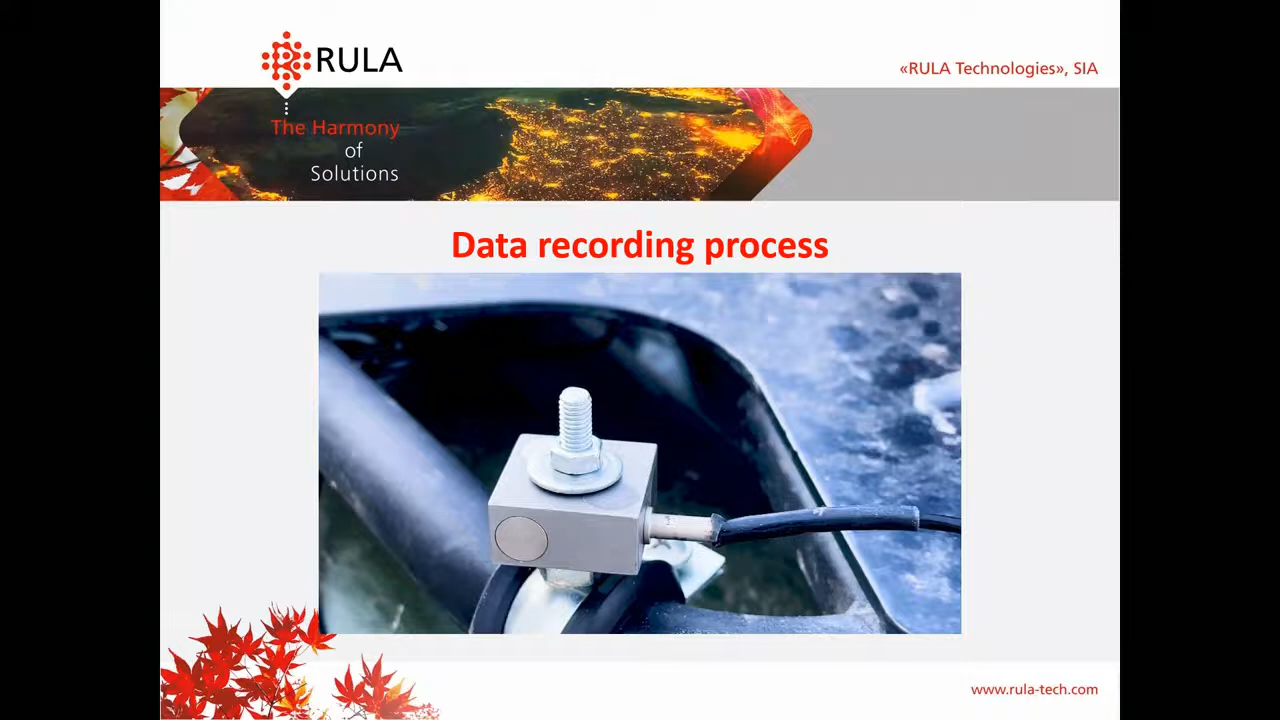 RULA
«RULA Technologies», SIA
The Harmony
of
Solutions
Data recording process
www.rula-tech.com